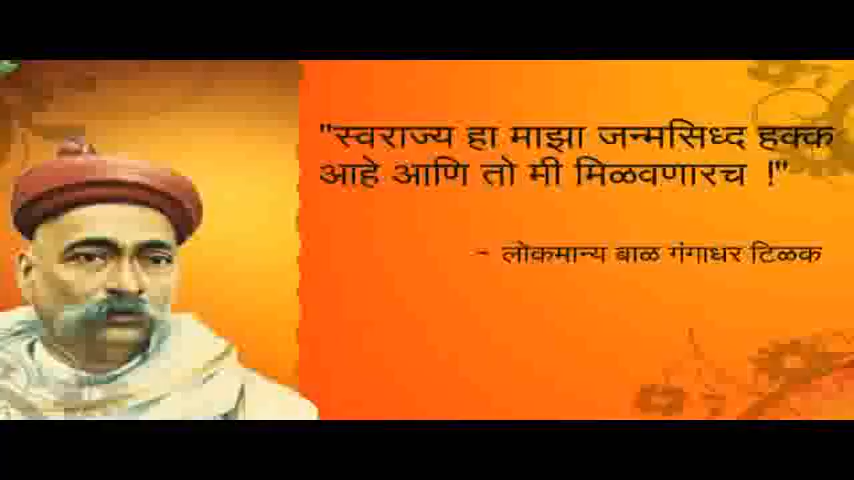 "स्वराज्य हा माझा जन्मसिध्द हक्क
आहे आणि तो मी मिळवणारच !"
- लोकमान्य बाळ गंगाधर टिळक